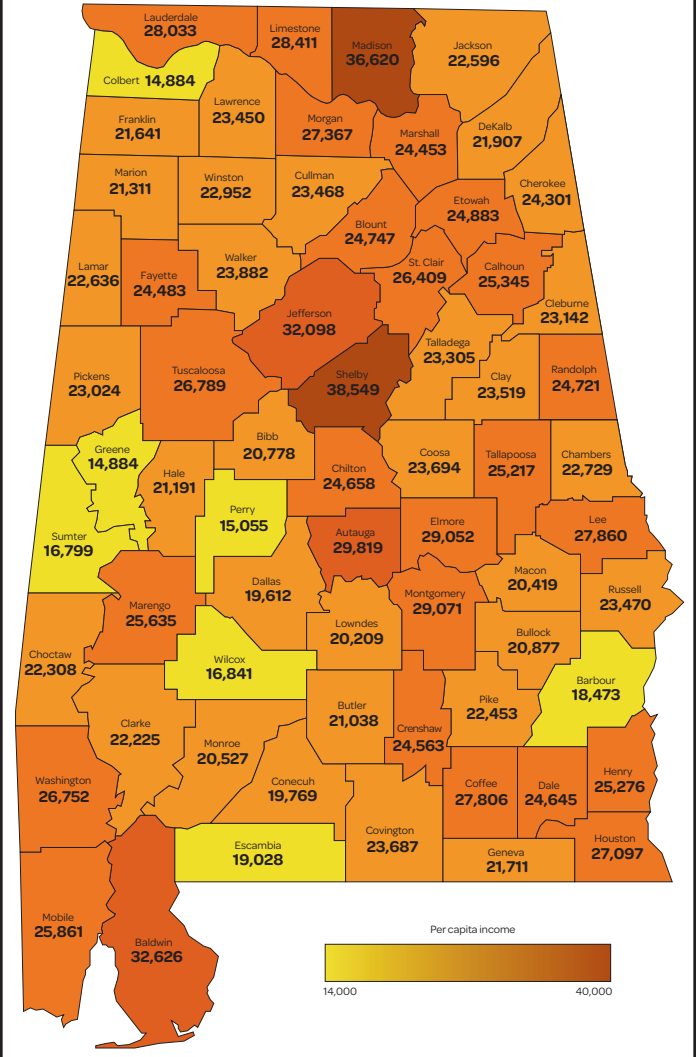 Lauderdale
28,033
Limestone
28,411
Madison
36,620
Jackson
22,596
Colbert 14,884
Lawrence
23,450
Franklin
21,641
Morgan
27,367
Marshall
24,453
DeKalb
21,907
Marion
21,311
Winston
22,952
Cullman
23,468
Cherokee
24,301
Etowah
24,883
Blount
24,747
Lamar
22,636
Fayette
24,483
Walker
23,882
St. Clair
26,409
Calhoun
25,345
Cleburne
23,142
Jefferson
32,098
Talladega
23,305
Pickens
23,024
Tuscaloosa
26,789
Shelby
38,549
Clay
23,519
Randolph
24,721
Greene
14,884
Hale
21,191
Bibb
20,778
Chilton
24,658
Coosa
23,694
Tallapoosa
25,217
Chambers
22,729
Sumter
16,799
Perry
15,055
Autauga
29,819
Elmore
29,052
Lee
27,860
Marengo
25,635
Dallas
19,612
Lowndes
20,209
Montgomery
29,071
Macon
20,419
Russell
23,470
Choctaw
22,308
Wilcox
16,841
Bullock
20,877
Barbour
18,473
Clarke
22,225
Monroe
20,527
Butler
21,038
Crenshaw
24,563
Pike
22,453
Washington
26,752
Conecuh
19,769
Coffee
27,806
Dale
24,645
Henry
25,276
Escambia
19,028
Covington
23,687
Geneva
21,711
Houston
27,097
Mobile
25,861
Baldwin
32,626
Per capita income
14,000
40,000